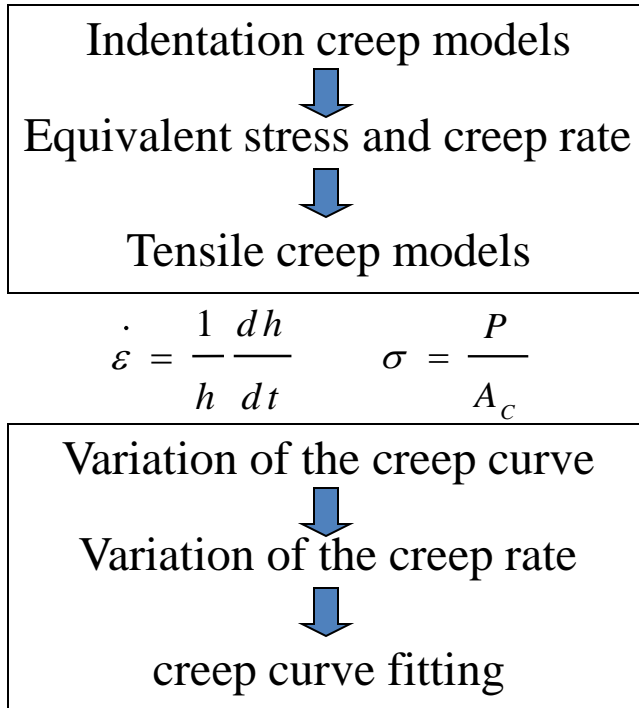 Indentation creep models
Equivalent stress and creep rate
Tensile creep models
ε̇ = 1/h dh/dt    σ = P/A_C
Variation of the creep curve
Variation of the creep rate
creep curve fitting